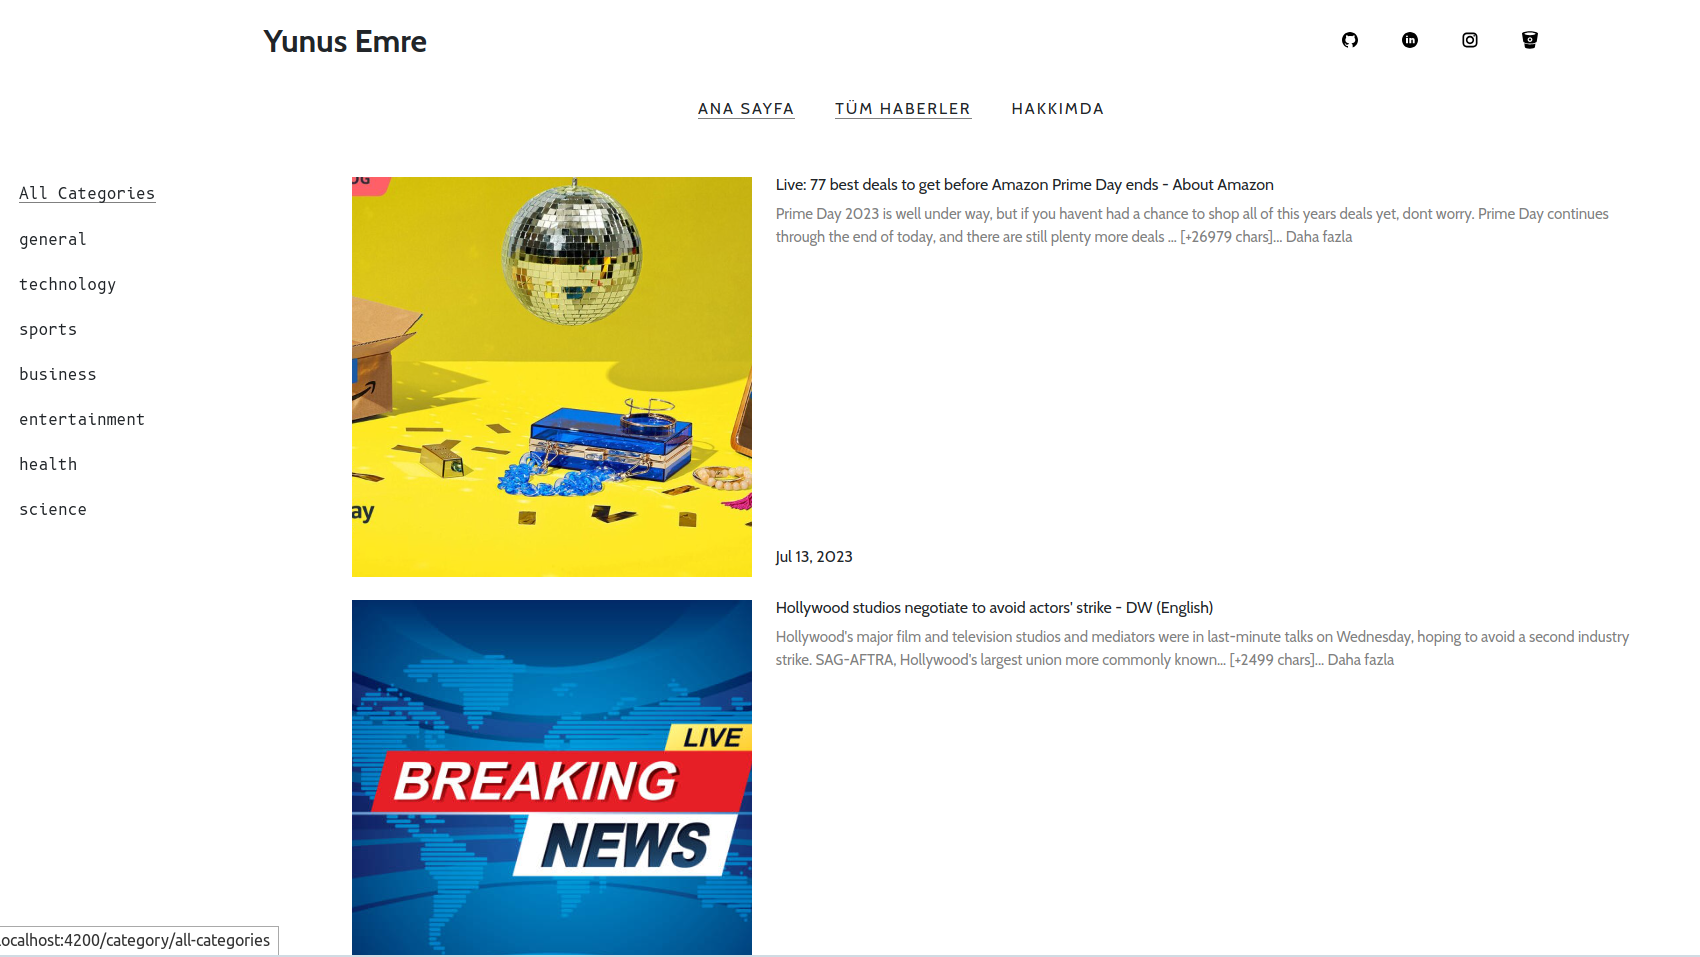 Yunus Emre
ANA SAYFA TÜM HABERLER HAKKIMDA
All Categories
general
technology
sports
business
entertainment
health
science
Live: 77 best deals to get before Amazon Prime Day ends - About Amazon
Prime Day 2023 is well under way, but if you havent had a chance to shop all of this years deals yet, dont worry. Prime Day continues
through the end of today, and there are still plenty more deals ... [+26979 chars]... Daha fazla
ay
Jul 13, 2023
LIVE
BREAKING
NEWS
Hollywood studios negotiate to avoid actors' strike - DW (English)
Hollywood's major film and television studios and mediators were in last-minute talks on Wednesday, hoping to avoid a second industry
strike. SAG-AFTRA, Hollywood's largest union more commonly known... [+2499 chars]... Daha fazla
localhost:4200/category/all-categories